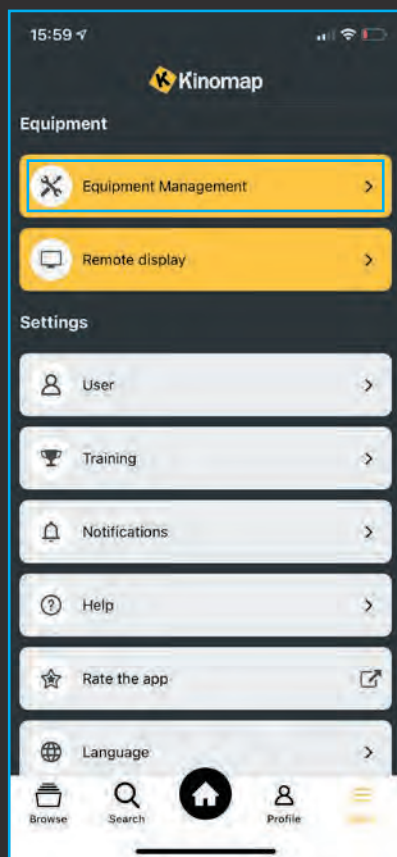 15:59
Kinomap
Equipment
Equipment Management
Remote display
Settings
User
Training
Notifications
Help
Rate the app
Language
Browse
Search
Profile